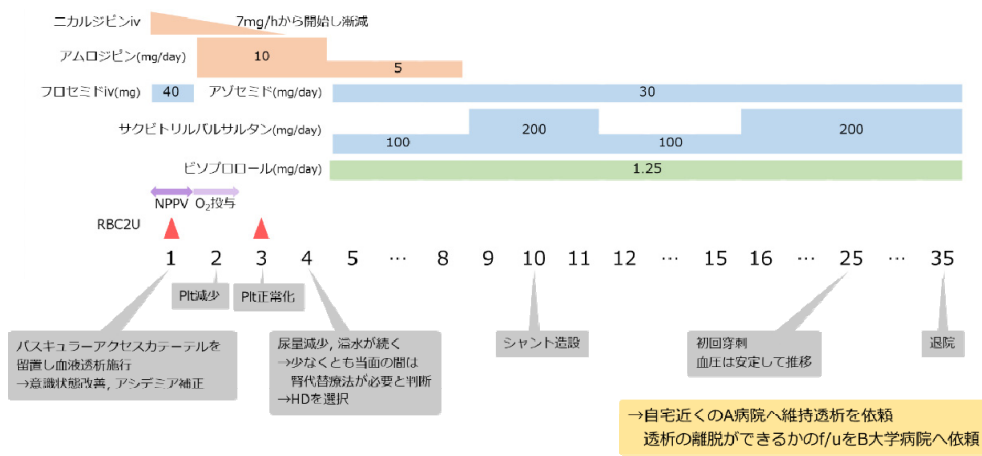 ニカルジピンiv
7mg/hから開始し漸減
アムロジピン(mg/day)
10
5
フロセミドiv(mg)
40
アゾセミド(mg/day)
30
サクビトリルバルサルタン(mg/day)
100
200
100
200
ビソプロロール(mg/day)
1.25
NPPV
O₂投与
RBC2U
1 2 3 4 5 … 8 9 10 11 12 … 15 16 … 25 … 35
Plt減少
Plt正常化
バスキュラーアクセスカテーテルを
留置し血液透析施行
→意識状態改善, アシデミア補正
尿量減少, 溢水が続く
→少なくとも当面の間は
腎代替療法が必要と判断
→HDを選択
シャント造設
初回穿刺
血圧は安定して推移
退院
→自宅近くのA病院へ維持透析を依頼
透析の離脱ができるかのf/uをB大学病院へ依頼